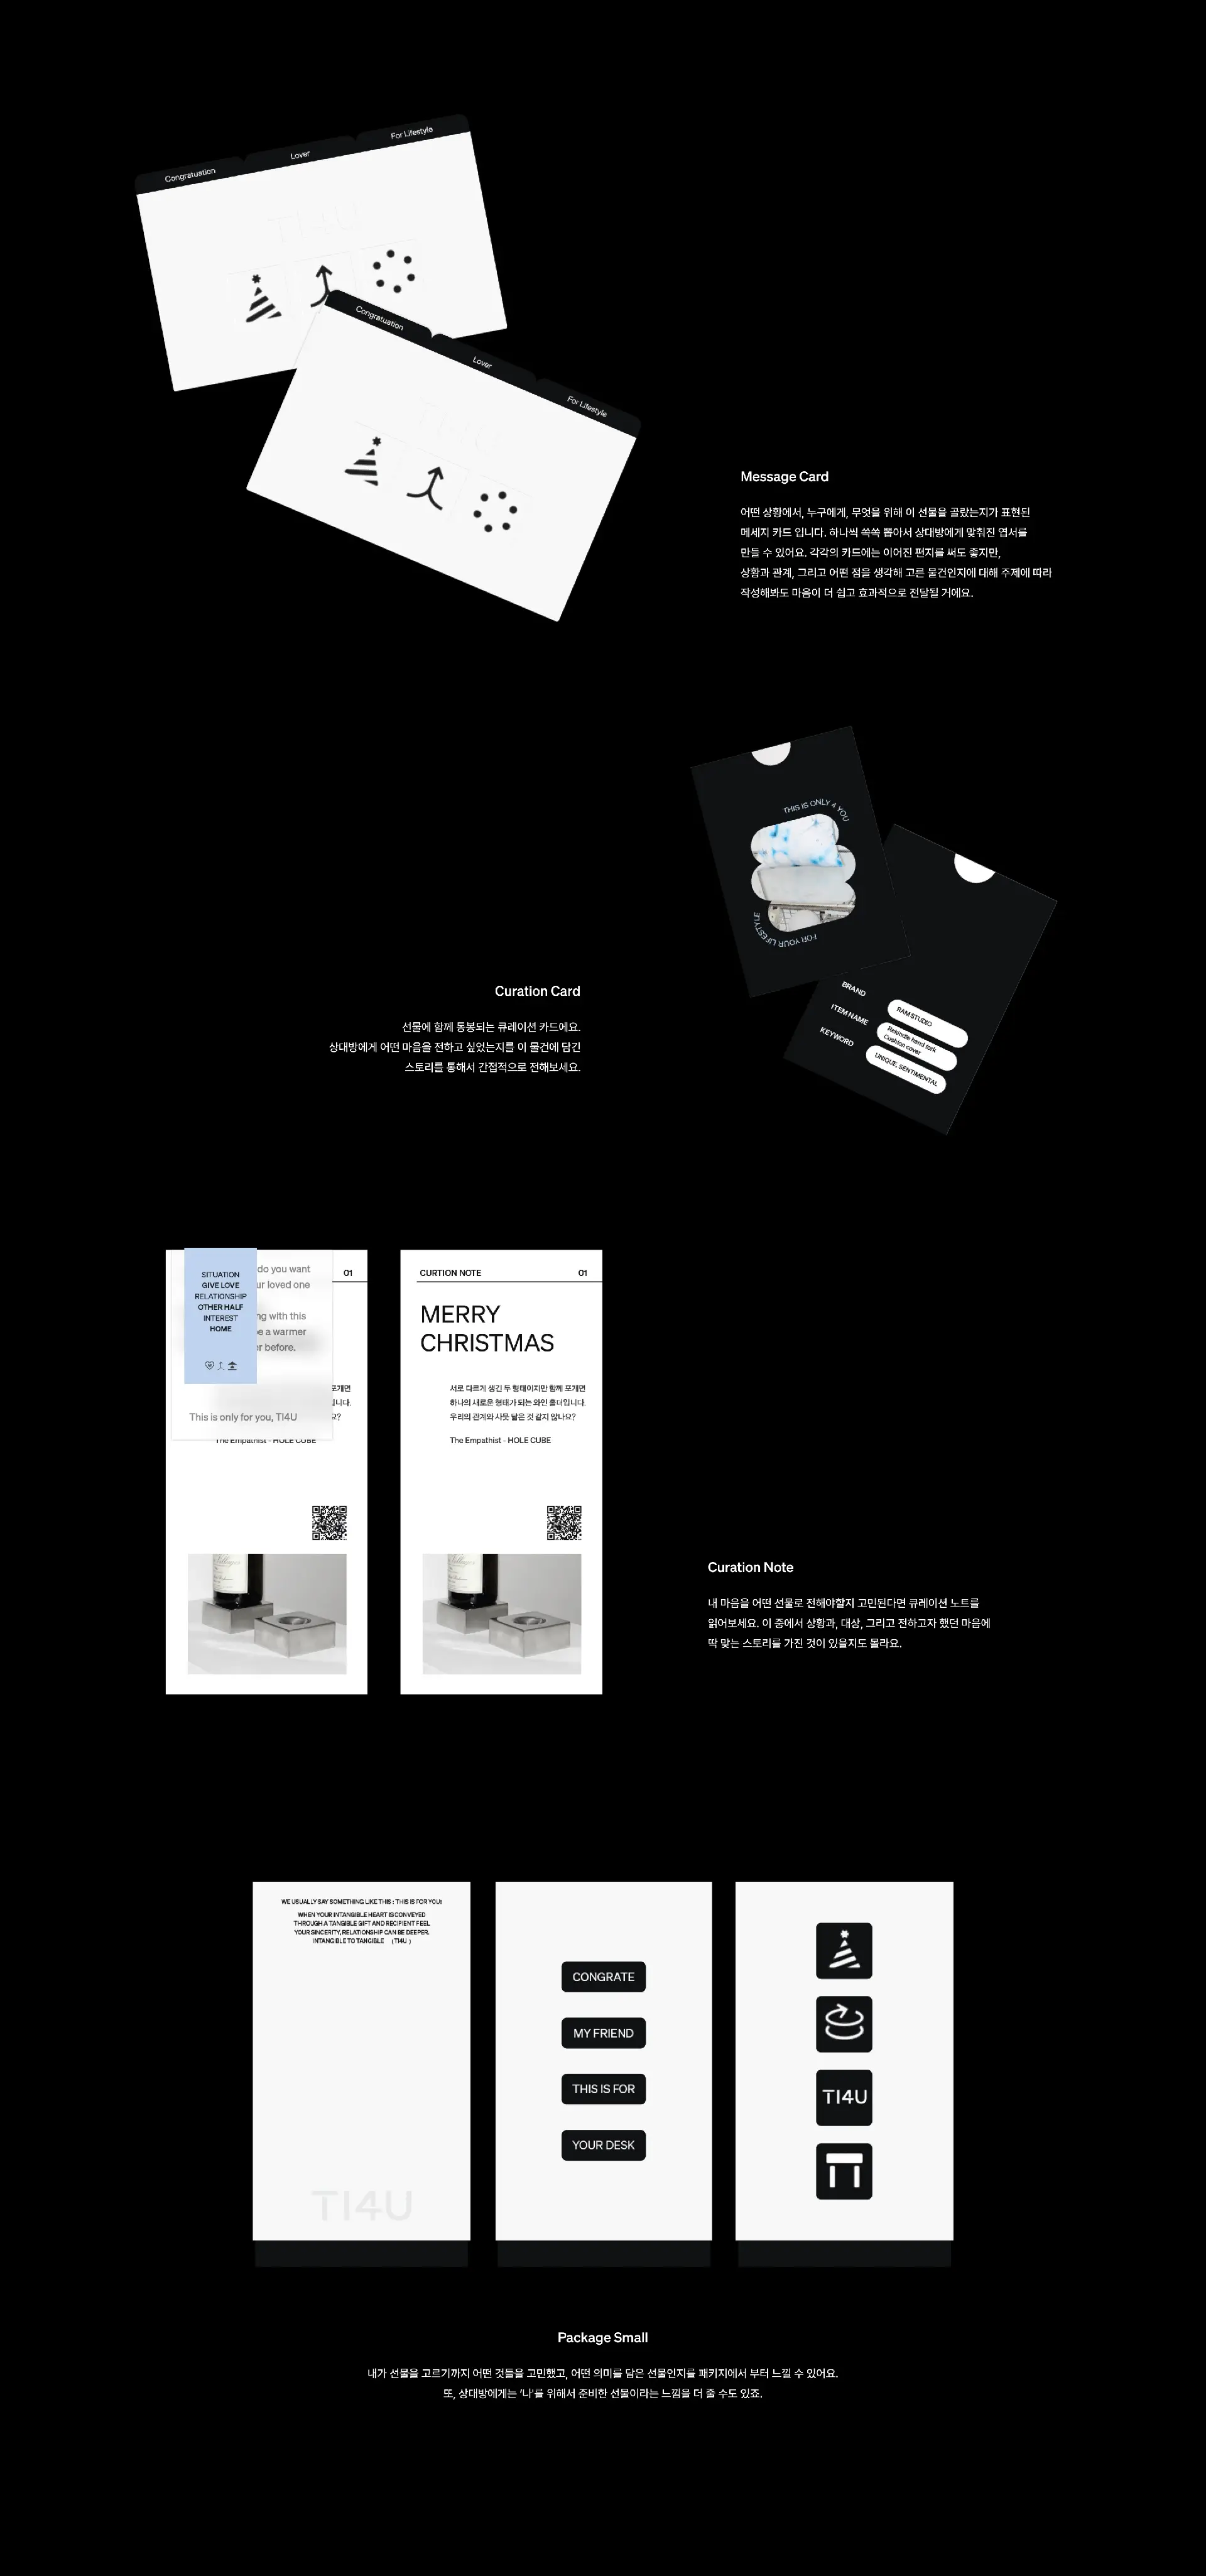 Congratuation
Lover
For Lifestyle
TI4U
Congratuation
Lover
For Lifestyle
TI4U
Message Card
어떤 상황에서, 누구에게, 무엇을 위해 이 선물을 골랐는지가 표현된
메세지 카드 입니다. 하나씩 쏙쏙 뽑아서 상대방에게 맞춰진 엽서를
만들 수 있어요. 각각의 카드에는 이어진 편지를 써도 좋지만,
상황과 관계, 그리고 어떤 점을 생각해 고른 물건인지에 대해 주제에 따라
작성해봐도 마음이 더 쉽고 효과적으로 전달될 거에요.
THIS IS ONLY 4 YOU
FOR YOUR LIFESTYLE
BRAND
RAM STUDIO
ITEM NAME
Rekindle hand tork
Cushion cover
KEYWORD
UNIQUE, SENTIMENTAL
Curation Card
선물에 함께 동봉되는 큐레이션 카드에요.
상대방에게 어떤 마음을 전하고 싶었는지를 이 물건에 담긴
스토리를 통해서 간접적으로 전해보세요.
SITUATION
GIVE LOVE
RELATIONSHIP
OTHER HALF
INTEREST
HOME
do you want
ur loved one
ng with this
be a warmer
or before.
This is only for you, TI4U
01
포개면
니다.
요?
The Empathist - HOLE CUBE
CURTION NOTE
01
MERRY
CHRISTMAS
서로 다르게 생긴 두 형태이지만 함께 포개면
하나의 새로운 형태가 되는 와인 홀더입니다.
우리의 관계와 사뭇 닮은 것 같지 않나요?
The Empathist - HOLE CUBE
Curation Note
내 마음을 어떤 선물로 전해야할지 고민된다면 큐레이션 노트를
읽어보세요. 이 중에서 상황과, 대상, 그리고 전하고자 했던 마음에
딱 맞는 스토리를 가진 것이 있을지도 몰라요.
WE USUALLY SAY SOMETHING LIKE THIS : THIS IS FOR YOU!
WHEN YOUR INTANGIBLE HEART IS CONVEYED
THROUGH A TANGIBLE GIFT AND RECIPIENT FEEL
YOUR SINCERITY, RELATIONSHIP CAN BE DEEPER.
INTANGIBLE TO TANGIBLE ( TI4U )
TI4U
CONGRATE
MY FRIEND
THIS IS FOR
YOUR DESK
TI4U
Package Small
내가 선물을 고르기까지 어떤 것들을 고민했고, 어떤 의미를 담은 선물인지를 패키지에서 부터 느낄 수 있어요.
또, 상대방에게는 '나'를 위해서 준비한 선물이라는 느낌을 더 줄 수도 있죠.